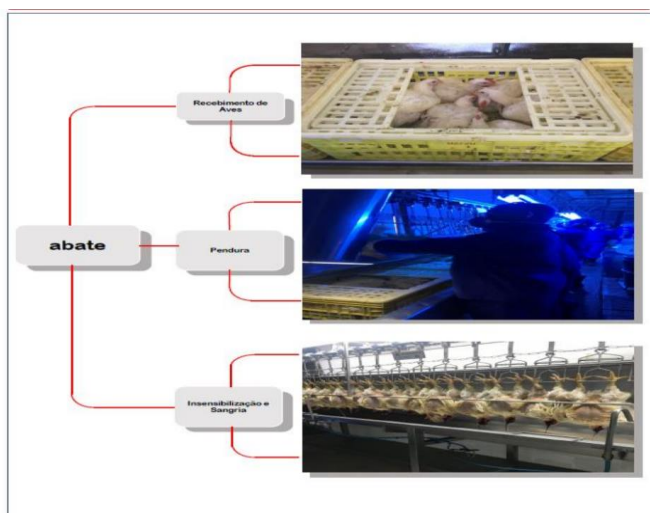 Recebimento de
Aves
abate
Pendura
Insensibilização e
Sangria